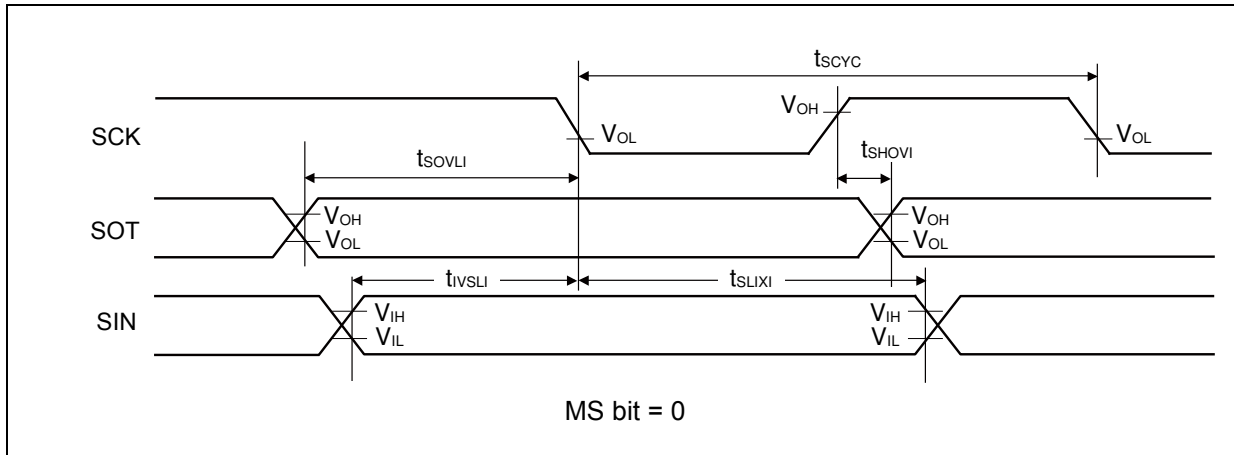 tSCYC
VOH
SCK
VOL
VOL
tSOVLI
tSHOVI
VOH
VOH
SOT
VOL
VOL
tIVSLI
tSLIXI
VIH
VIH
SIN
VIL
VIL
MS bit = 0